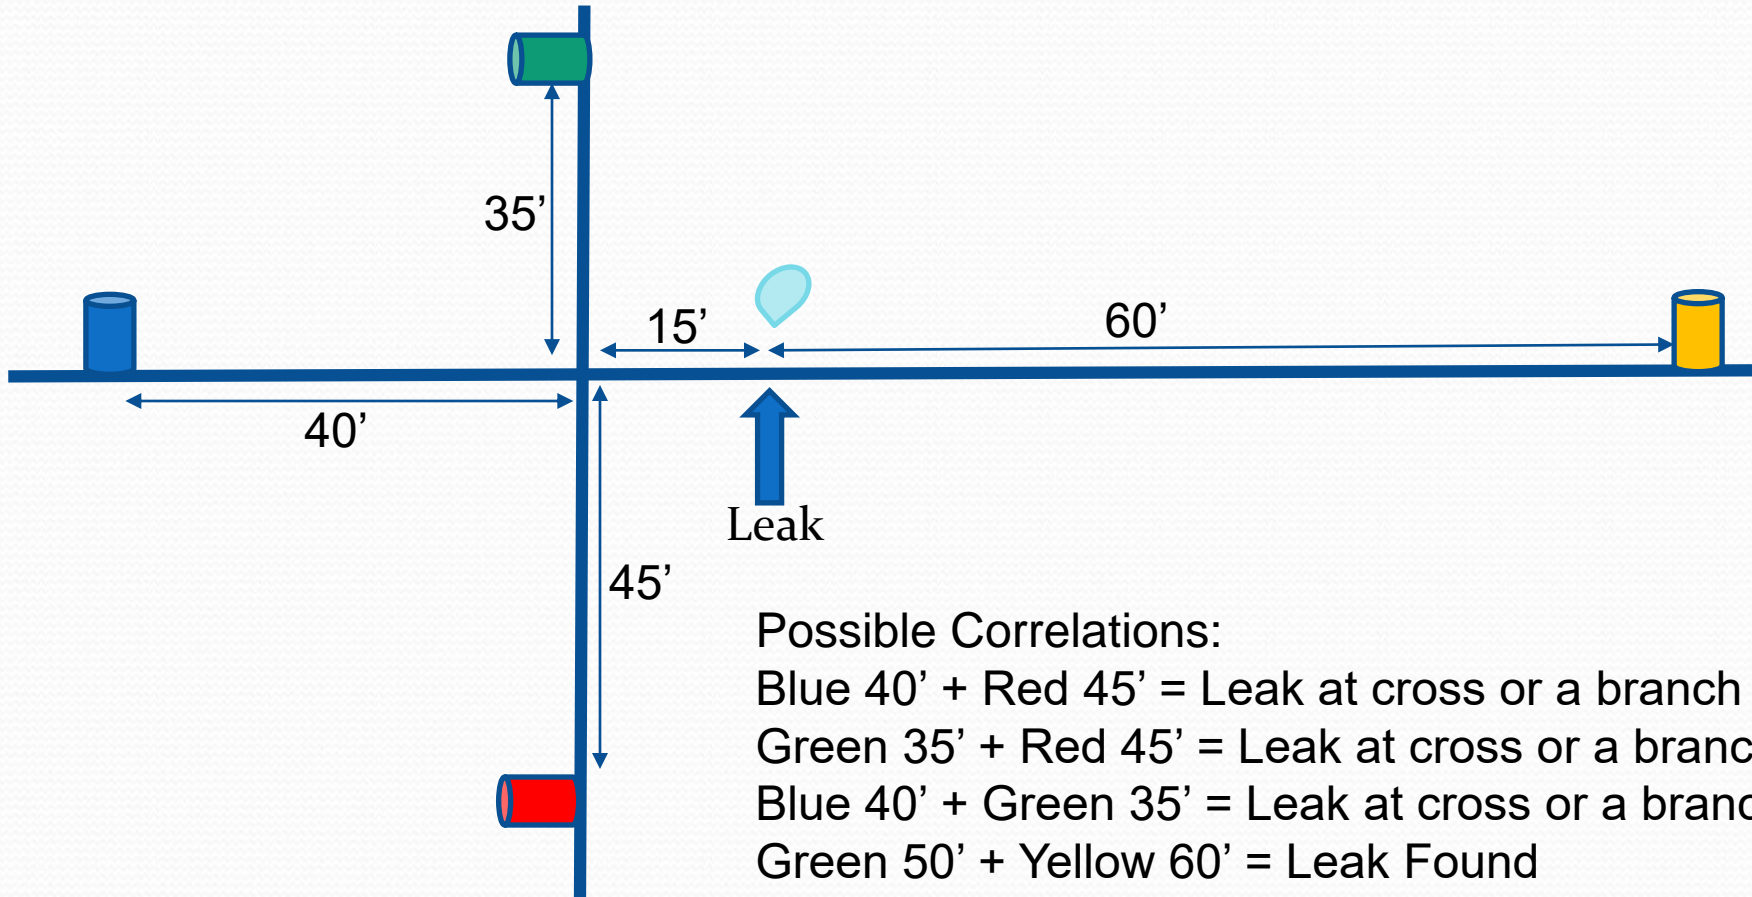 35’
15’
60’
40’
Leak
45’
Possible Correlations:
Blue 40’ + Red 45’ = Leak at cross or a branch
Green 35’ + Red 45’ = Leak at cross or a
Blue 40’ + Green 35’ = Leak at cross or a
Green 50’ + Yellow 60’ = Leak Found